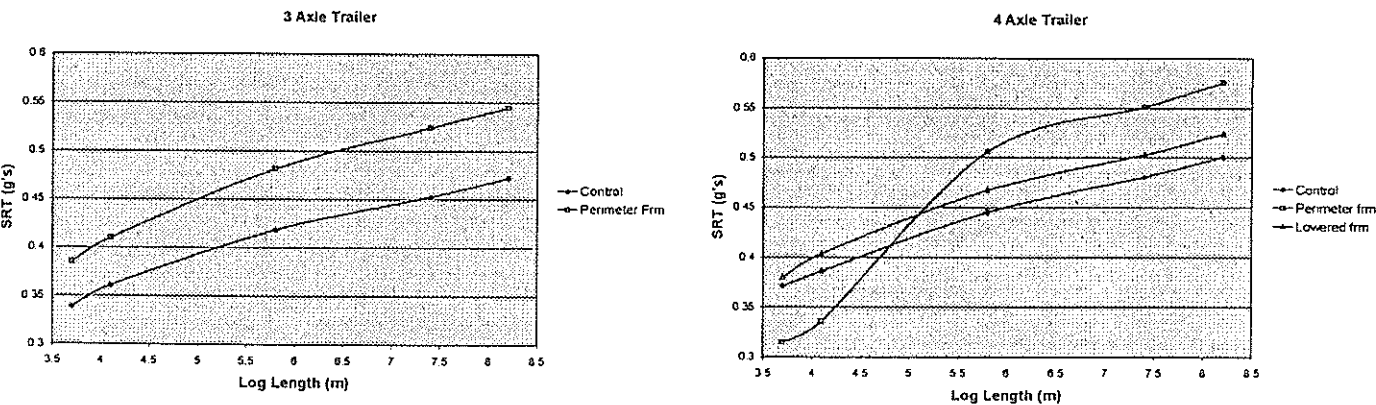 3 Axle Trailer
0.6
0.55
0.5
0.45
0.4
0.35
0.3
SRT (g's)
3.5 4 4.5 5 5.5 6 6.5 7 7.5 8 8.5
Log Length (m)
Control
Perimeter Frm
4 Axle Trailer
0.6
0.55
0.5
0.45
0.4
0.35
0.3
SRT (g's)
3 5 4 4 5 5 5 5 6 6 5 7 7 5 8 8 5
Log Length (m)
Control
Perimeter frm
Lowered frm